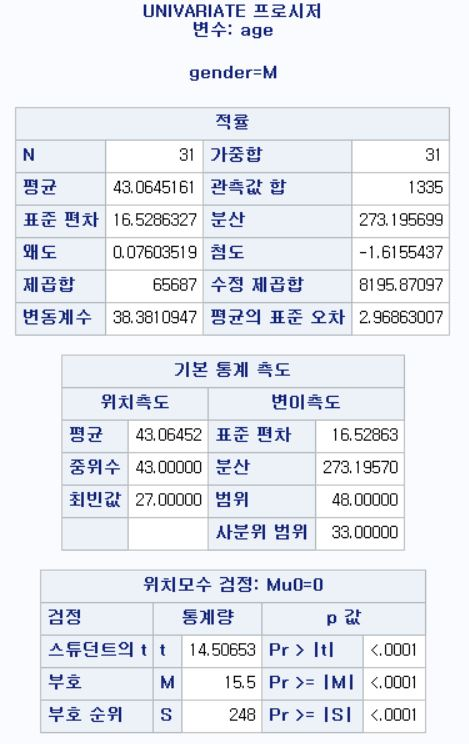 UNIVARIATE 프로시저
변수: age
gender=M
적률
N 31 가중합 31
평균 43.0645161 관측값 합 1335
표준 편차 16.5286327 분산 273.195699
왜도 0.07603519 첨도 -1.6155437
제곱합 65687 수정 제곱합 8195.87097
변동계수 38.3810947 평균의 표준 오차 2.96863007
기본 통계 측도
위치측도 변이측도
평균 43.06452 표준 편차 16.52863
중위수 43.00000 분산 273.19570
최빈값 27.00000 범위 48.00000
사분위 범위 33.00000
위치모수 검정: Mu0=0
검정 통계량 p 값
스튜던트의 t t 14.50653 Pr > |t| <.0001
부호 M 15.5 Pr >= |M| <.0001
부호 순위 S 248 Pr >= |S| <.0001